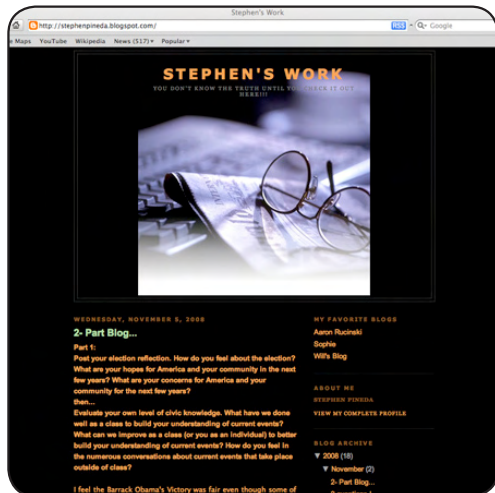 Stephen's Work
http://stephenpineda.blogspot.com/
RSS
Q- Google
e Maps YouTube Wikipedia News (517) Popular
STEPHEN'S WORK
YOU DON'T KNOW THE TRUTH UNTIL YOU CHECK IT OUT
HERE!!!
WEDNESDAY, NOVEMBER 5, 2008
2- Part Blog...
Part 1:
Post your election reflection. How do you feel about the election?
What are your hopes for America and your community in the next
few years? What are your concerns for America and your
community for the next few years?
then...
Evaluate your own level of civic knowledge. What have we done
well as a class to build your understanding of current events?
What can we improve as a class (or you as an individual) to better
build your understanding of current events? How do you feel in
the numerous conversations about current events that take place
outside of class?
I feel the Barrack Obama's Victory was fair even though some of
MY FAVORITE BLOGS
Aaron Rucinski
Sophie
Will's Blog
ABOUT ME
STEPHEN PINEDA
VIEW MY COMPLETE PROFILE
BLOG ARCHIVE
▼ 2008 (18)
▼ November (2)
2- Part Blog...